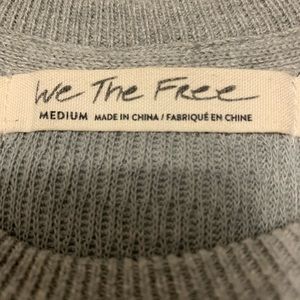 We The Free
MEDIUM MADE IN CHINA / FABRIQUÉ EN CHINE